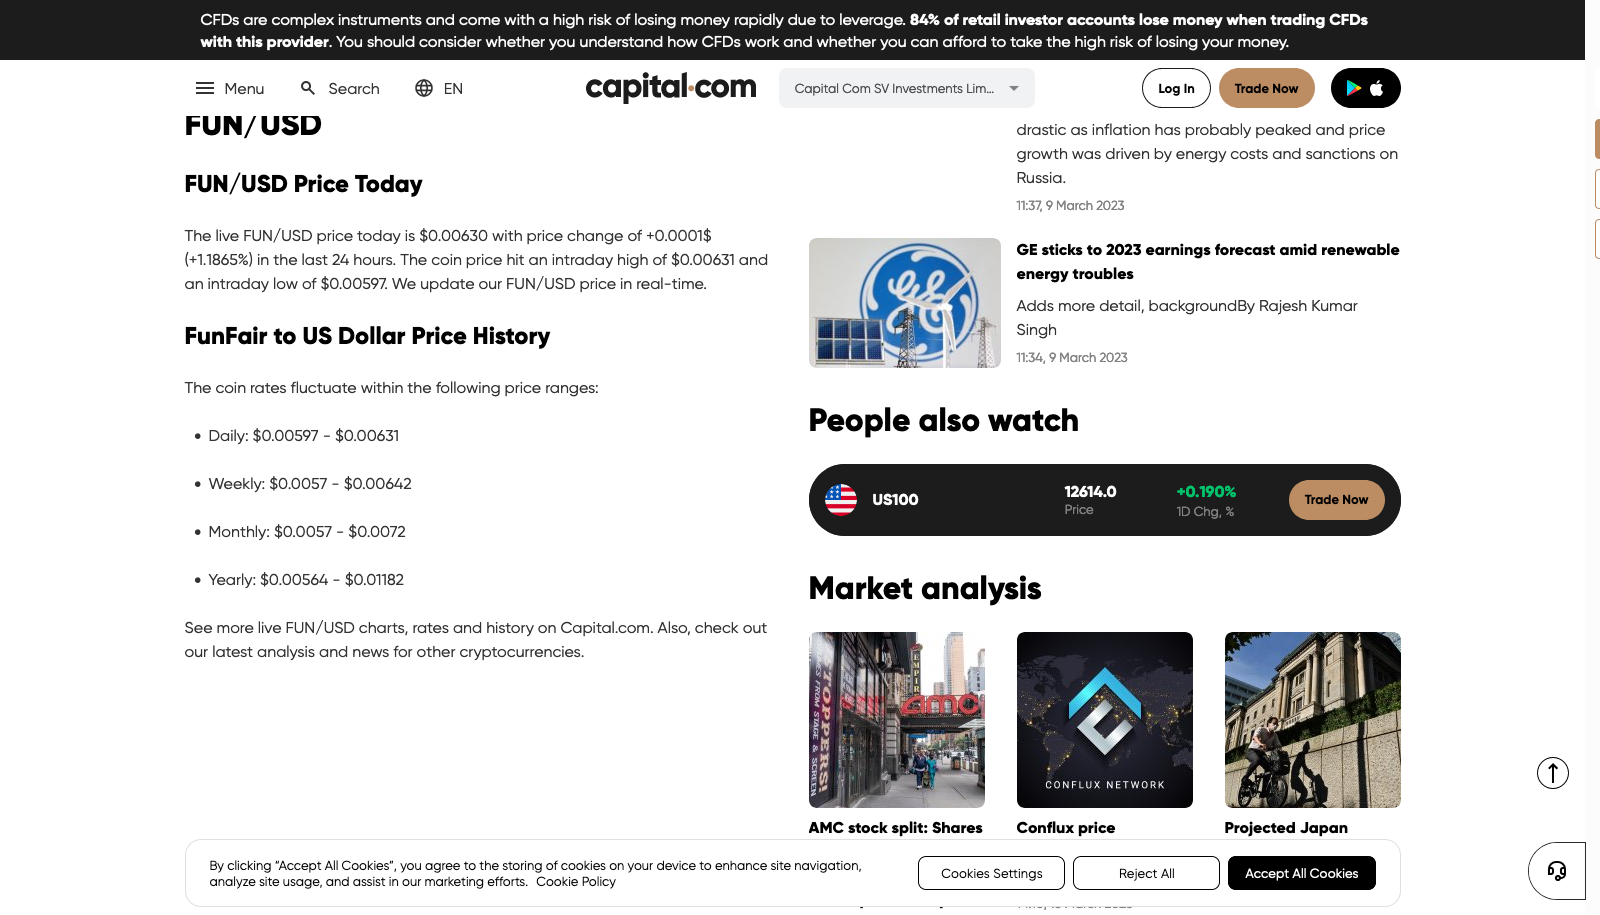 CFDs are complex instruments and come with a high risk of losing money rapidly due to leverage. 84% of retail investor accounts lose money when trading CFDs
with this provider. You should consider whether you understand how CFDs work and whether you can afford to take the high risk of losing your money.
Menu
Search
EN
capital.com
Capital Com SV Investments Lim...
Log In
Trade Now
FUN/USD
FUN/USD Price Today
The live FUN/USD price today is $0.00630 with price change of +0.0001$
(+1.1865%) in the last 24 hours. The coin price hit an intraday high of $0.00631 and
an intraday low of $0.00597. We update our FUN/USD price in real-time.
FunFair to US Dollar Price History
The coin rates fluctuate within the following price ranges:
• Daily: $0.00597 - $0.00631
• Weekly: $0.0057 - $0.00642
• Monthly: $0.0057 - $0.0072
• Yearly: $0.00564 - $0.01182
See more live FUN/USD charts, rates and history on Capital.com. Also, check out
our latest analysis and news for other cryptocurrencies.
drastic as inflation has probably peaked and price
growth was driven by energy costs and sanctions on
Russia.
11:37, 9 March 2023
GE sticks to 2023 earnings forecast amid renewable
energy troubles
Adds more detail, backgroundBy Rajesh Kumar
Singh
11:34, 9 March 2023
People also watch
US100
12614.0
Price
+0.190%
1D Chg, %
Trade Now
Market analysis
EMPIRE
amc
TOPPERS!
CONFLUX NETWORK
AMC stock split: Shares
Conflux price
Projected Japan
By clicking “Accept All Cookies”, you agree to the storing of cookies on your device to enhance site navigation,
analyze site usage, and assist in our marketing efforts. Cookie Policy
Cookies Settings
Reject All
Accept All Cookies